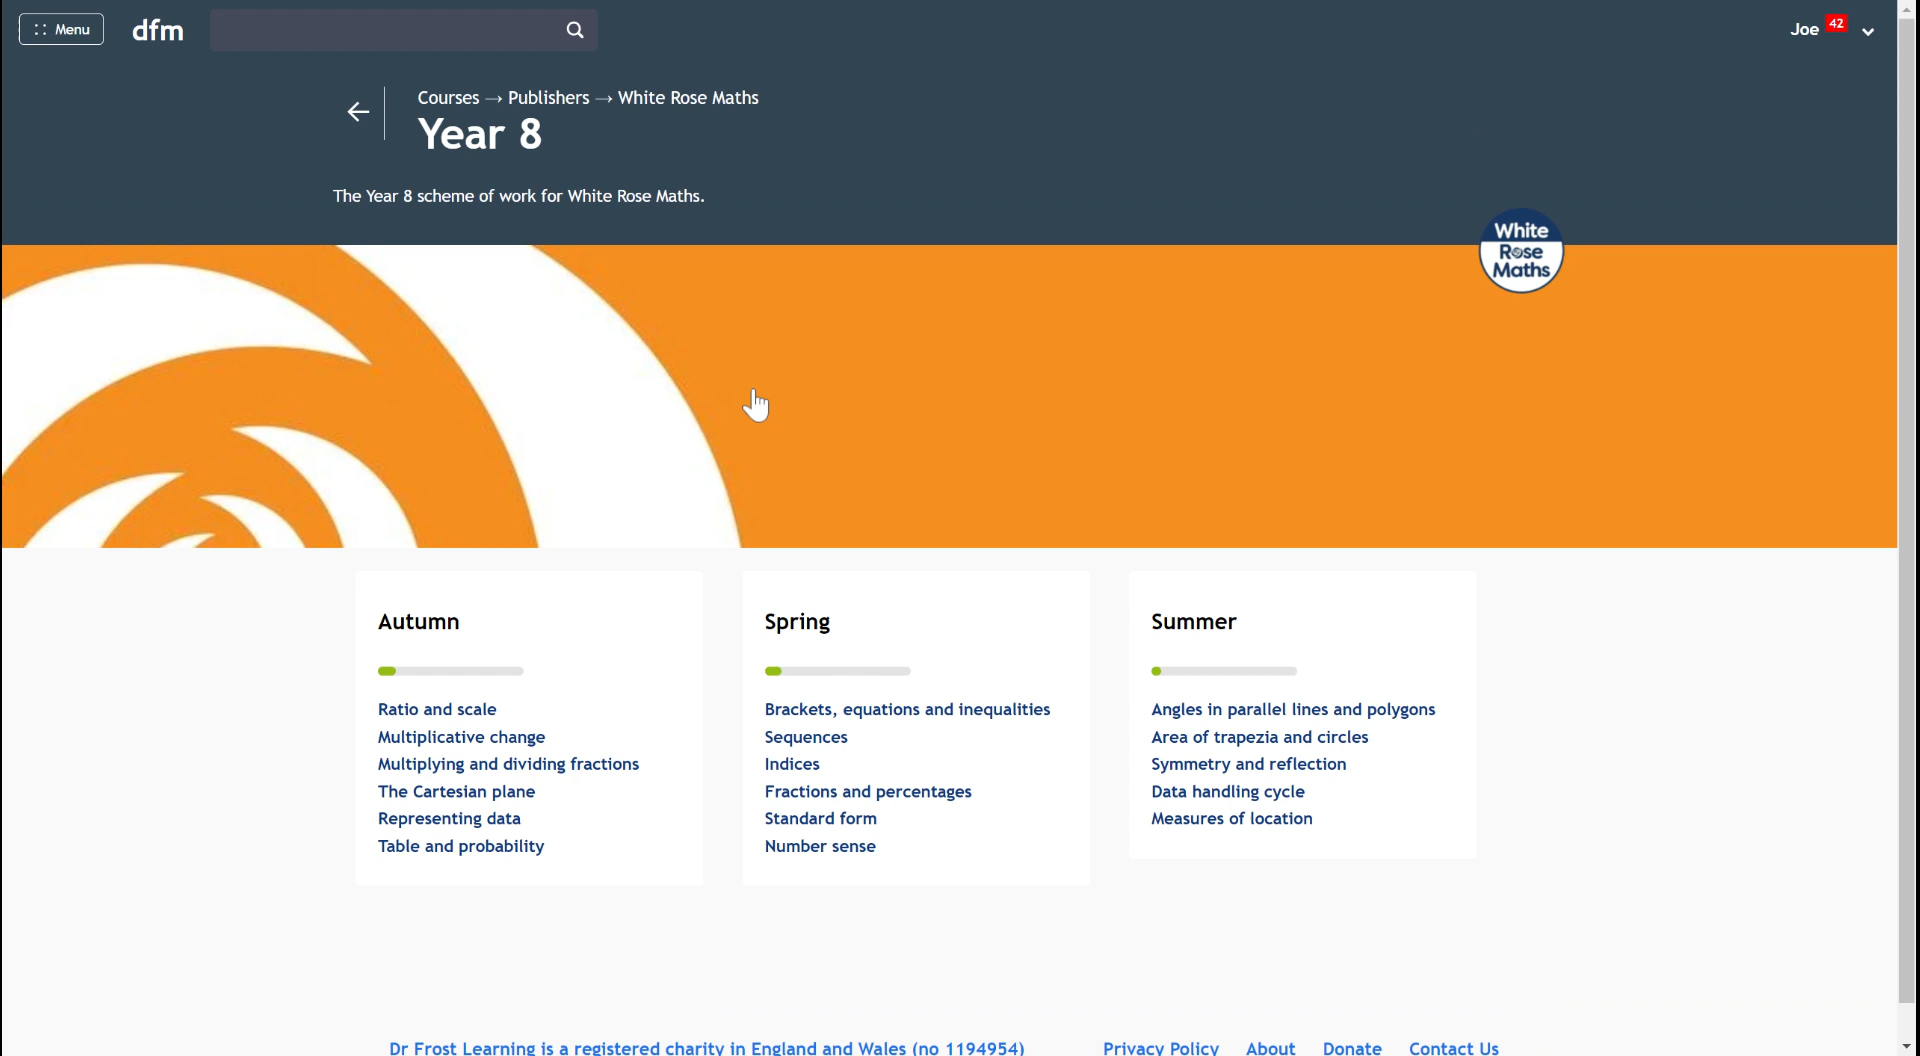 Menu
dfm
Joe 42
Courses → Publishers → White Rose Maths
Year 8
The Year 8 scheme of work for White Rose Maths.
White
Rose
Maths
Autumn
Ratio and scale
Multiplicative change
Multiplying and dividing fractions
The Cartesian plane
Representing data
Table and probability
Spring
Brackets, equations and inequalities
Sequences
Indices
Fractions and percentages
Standard form
Number sense
Summer
Angles in parallel lines and polygons
Area of trapezia and circles
Symmetry and reflection
Data handling cycle
Measures of location
Dr Frost Learning is a registered charity in England and Wales (no 1194954)
Privacy Policy About Donate Contact Us